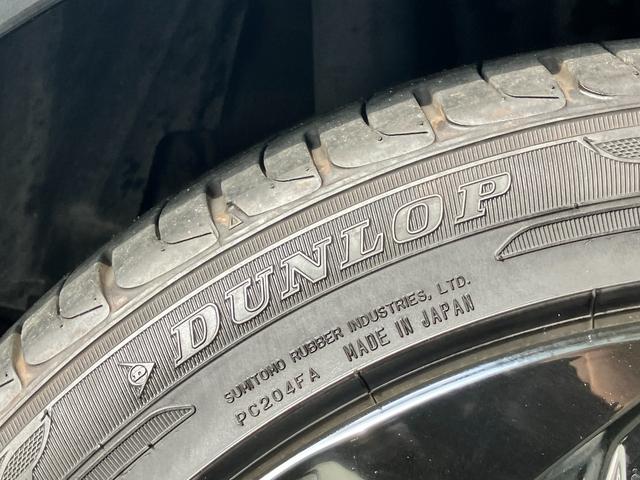 DUNLOP
SUMITOMO RUBBER INDUSTRIES, LTD.
PC204FA MADE IN JAPAN